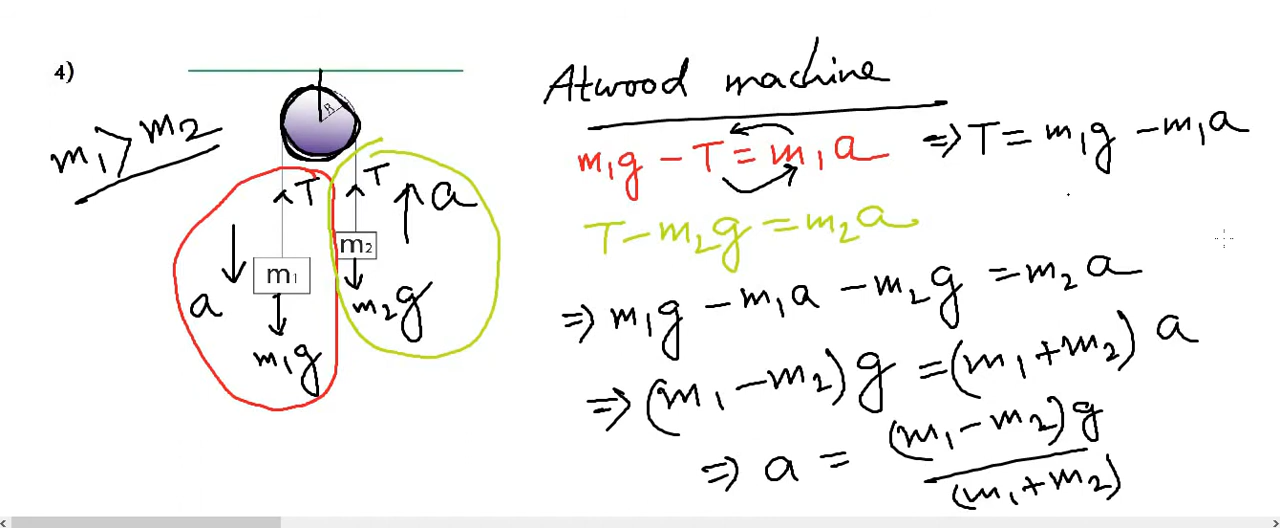 4)
Atwood machine
m₁ > m₂
R
m₁g − T = m₁a ⇒ T = m₁g − m₁a
T T a
T − m₂g = m₂a
m₂
m₁
a m₂g
m₁g
⇒ m₁g − m₁a − m₂g = m₂a
⇒ (m₁ − m₂)g = (m₁ + m₂) a
⇒ a = (m₁ − m₂)g
(m₁ + m₂)